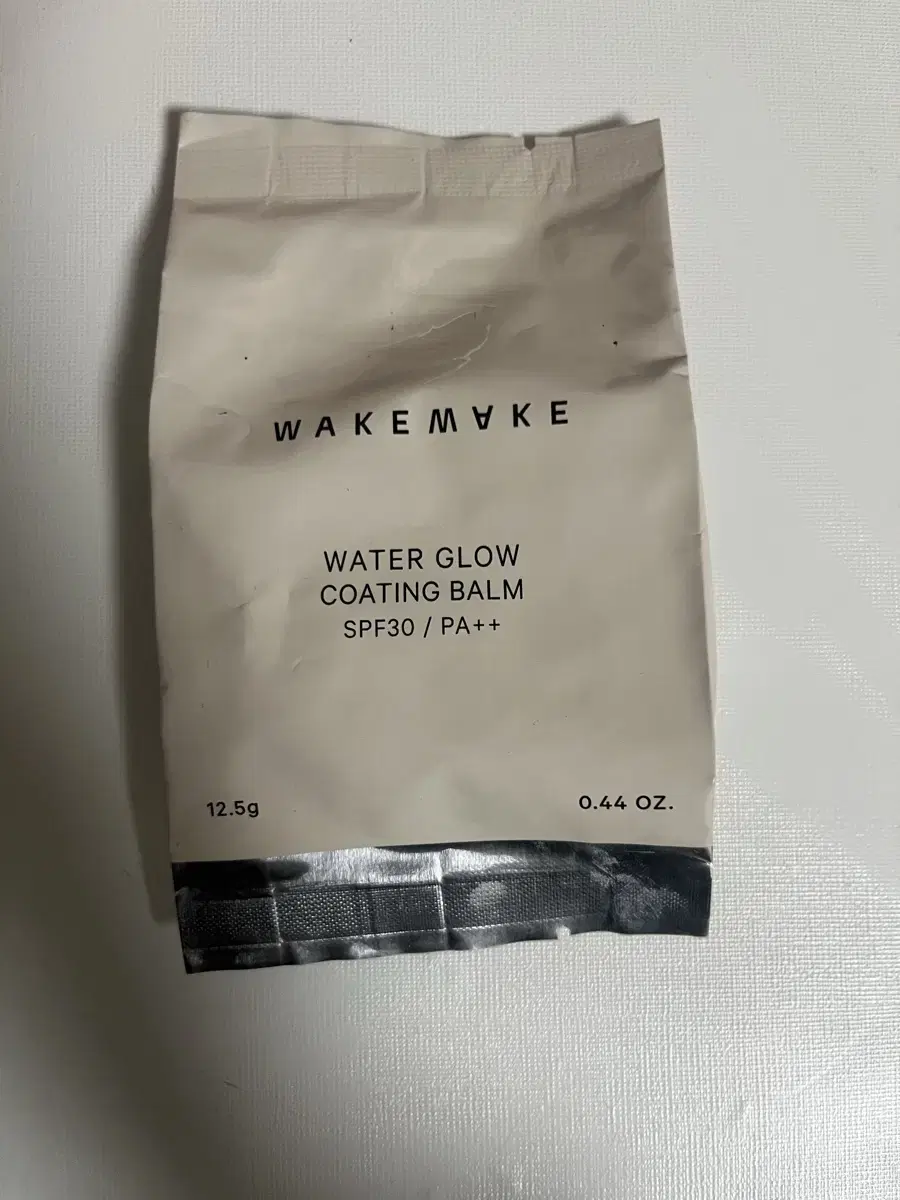 WAKEMAKE
WATER GLOW
COATING BALM
SPF30 / PA++
12.5g
0.44 OZ.